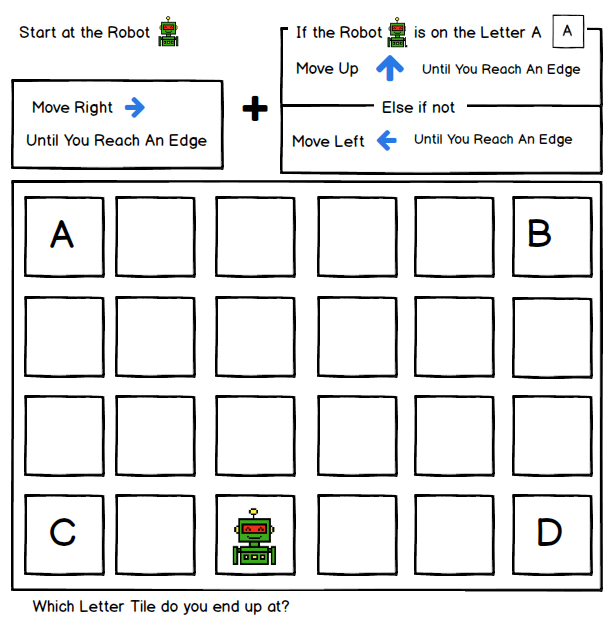 Start at the Robot
If the Robot is on the Letter A A
Move Up Until You Reach An Edge
Move Right
Else if not
Until You Reach An Edge
Move Left Until You Reach An Edge
A B
C D
Which Letter Tile do you end up at?